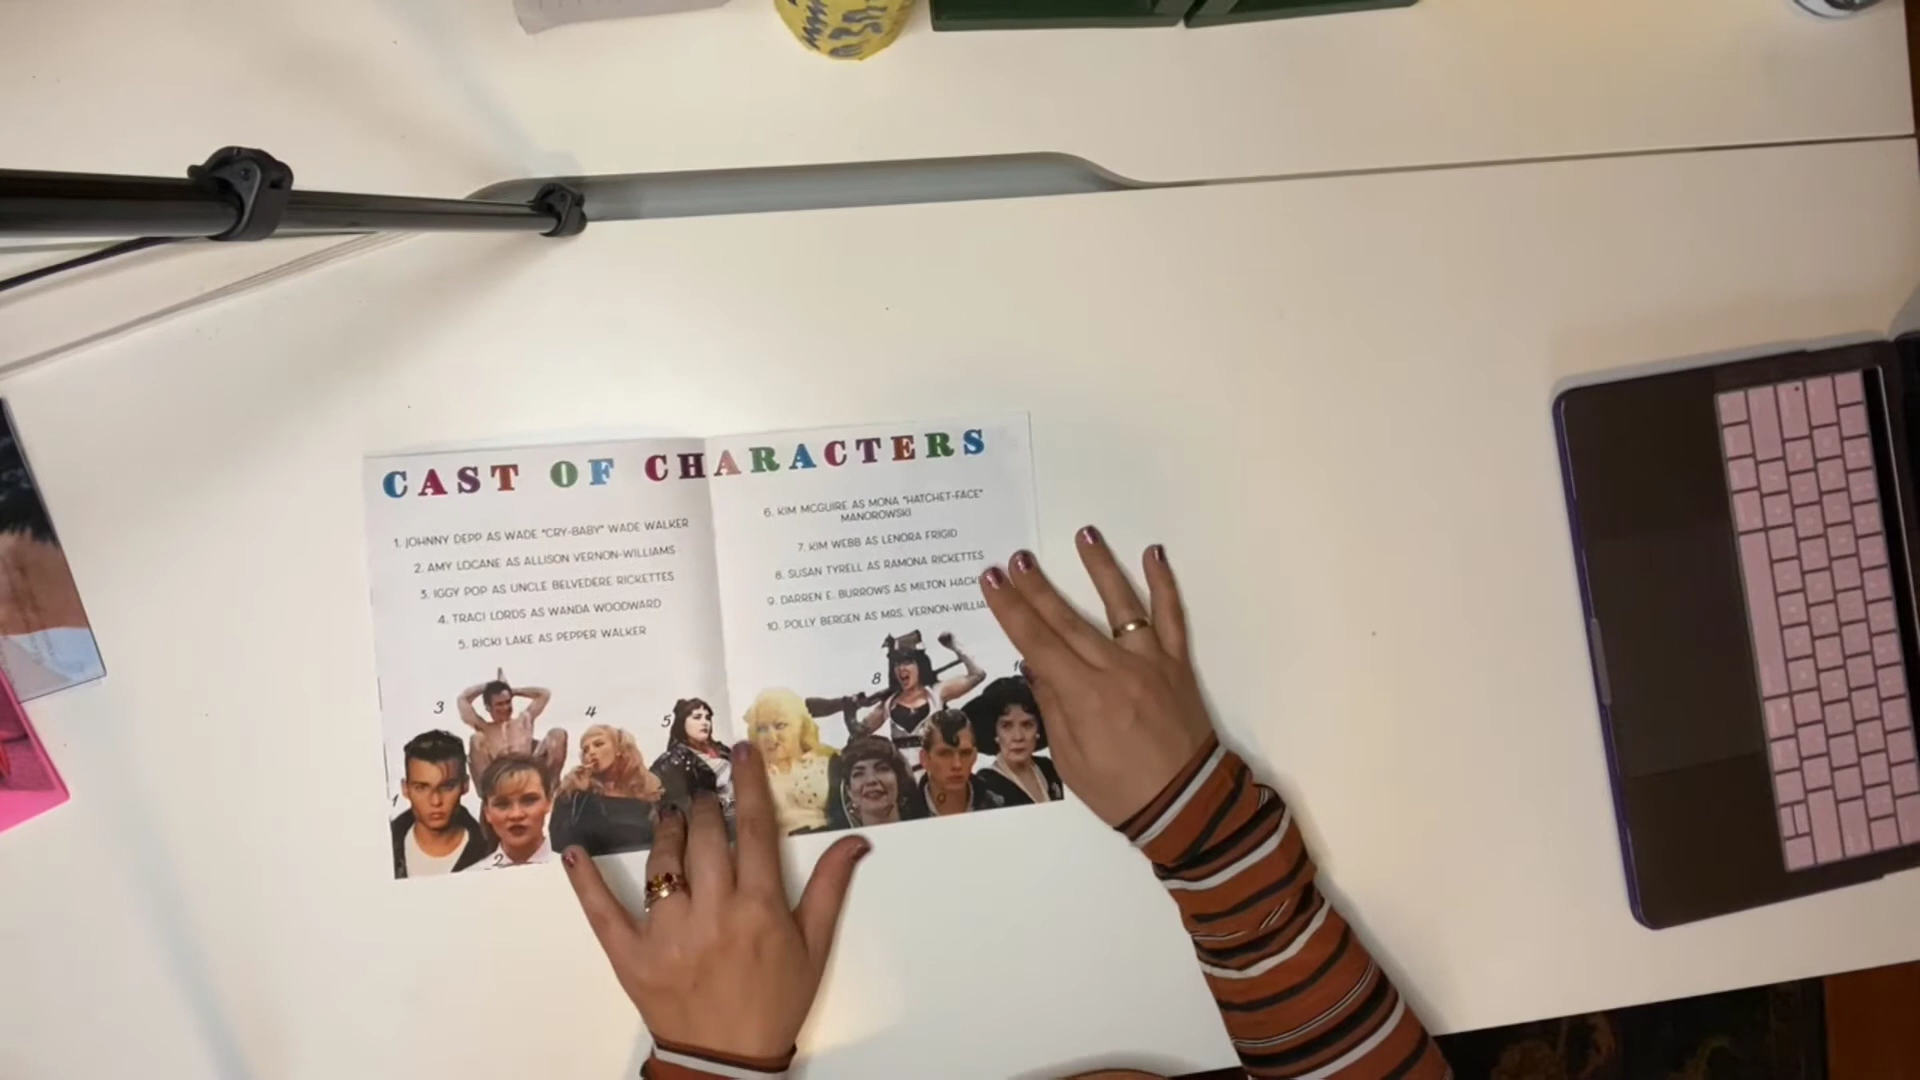 CAST OF CHARACTERS
1. JOHNNY DEPP AS WADE "CRY-BABY" WADE WALKER
2. AMY LOCANE AS ALLISON VERNON-WILLIAMS
3. IGGY POP AS UNCLE BELVEDERE RICKETTES
4. TRACI LORDS AS WANDA WOODWARD
5. RICKI LAKE AS PEPPER WALKER
6. KIM MCGUIRE AS MONA "HATCHET-FACE"
MANOROWSKI
7. KIM WEBB AS LENORA FRIGID
8. SUSAN TYRELL AS RAMONA RICKETTES
9. DARREN E. BURROWS AS MILTON
10. POLLY BERGEN AS MRS.
3
4
5
8
1
2